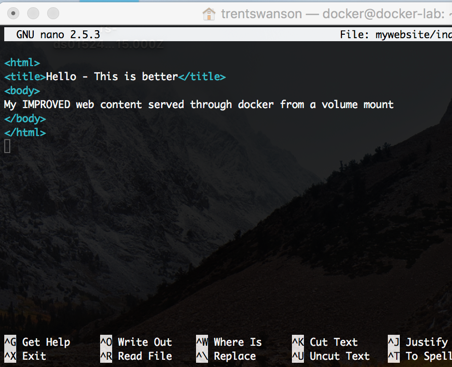 trentswanson — docker@docker-lab: ~
GNU nano 2.5.3 File: mywebsite/in
<html>
<title>Hello - This is better</title>
<body>
My IMPROVED web content served through docker from a volume mount
</body>
</html>
^G Get Help ^O Write Out ^W Where Is ^K Cut Text ^J Justify
^X Exit ^R Read File ^\ Replace ^U Uncut Text ^T To Spell